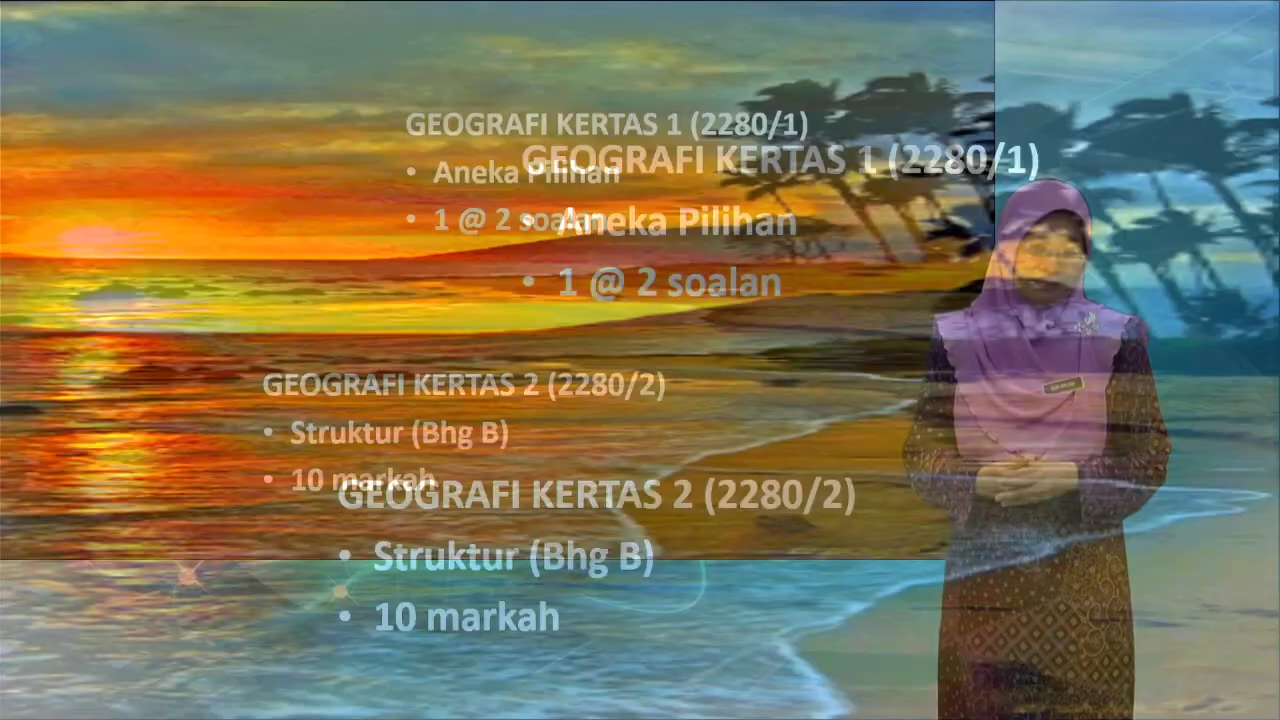 GEOGRAFI KERTAS 1 (2280/1)
• Aneka Pilihan
• 1 @ 2 soalan
GEOGRAFI KERTAS 2 (2280/2)
• Struktur (Bhg B)
• 10 markah
GEOGRAFI KERTAS 1 (2280/1)
• Aneka Pilihan
• 1 @ 2 soalan
GEOGRAFI KERTAS 2 (2280/2)
• Struktur (Bhg B)
• 10 markah